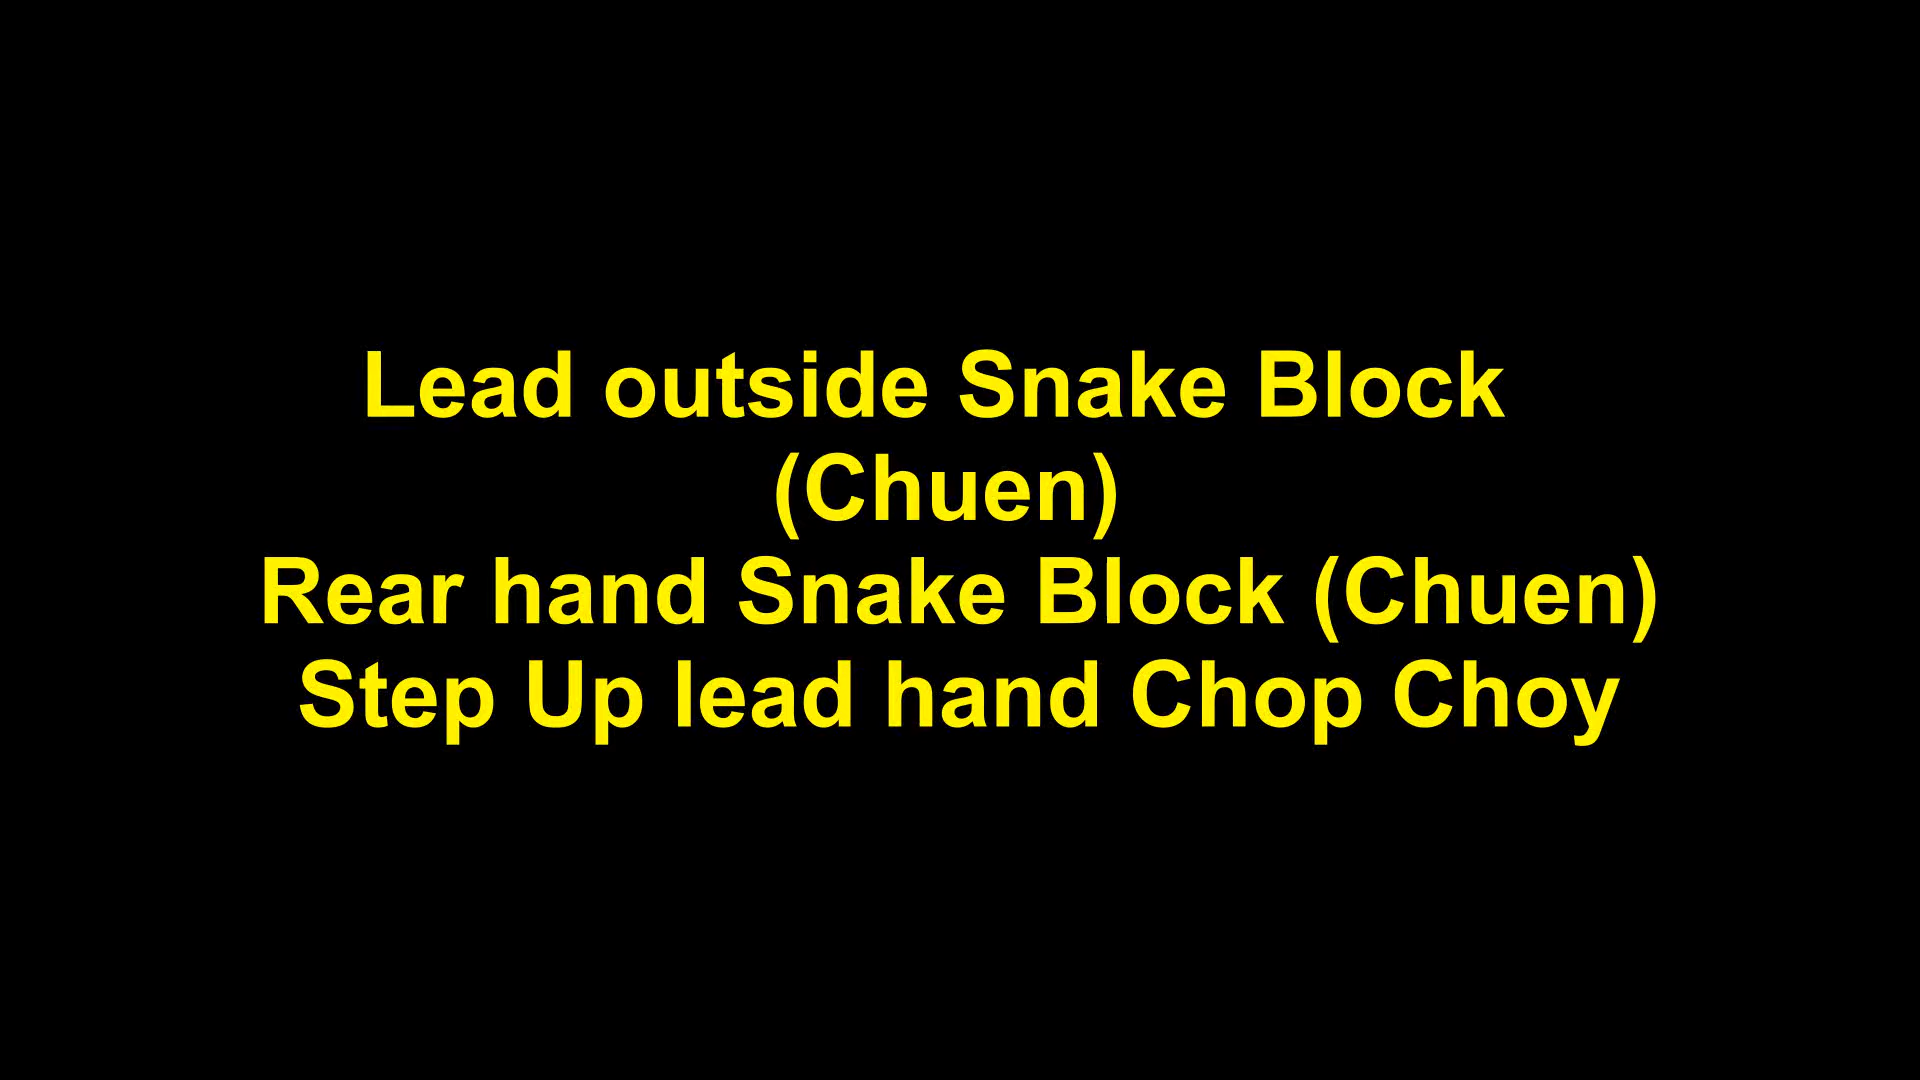 Lead outside Snake Block
(Chuen)
Rear hand Snake Block (Chuen)
Step Up lead hand Chop Choy